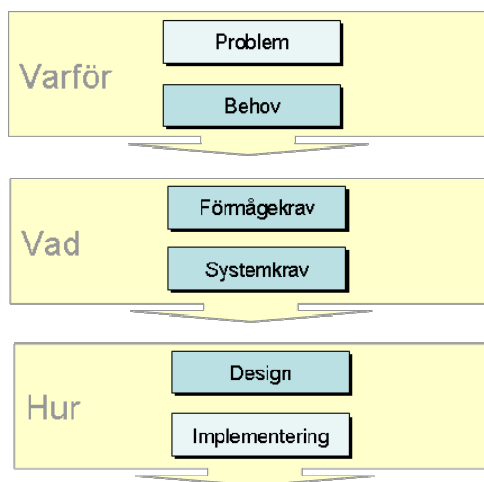 Varför
Problem
Behov
Vad
Förmågekrav
Systemkrav
Hur
Design
Implementering